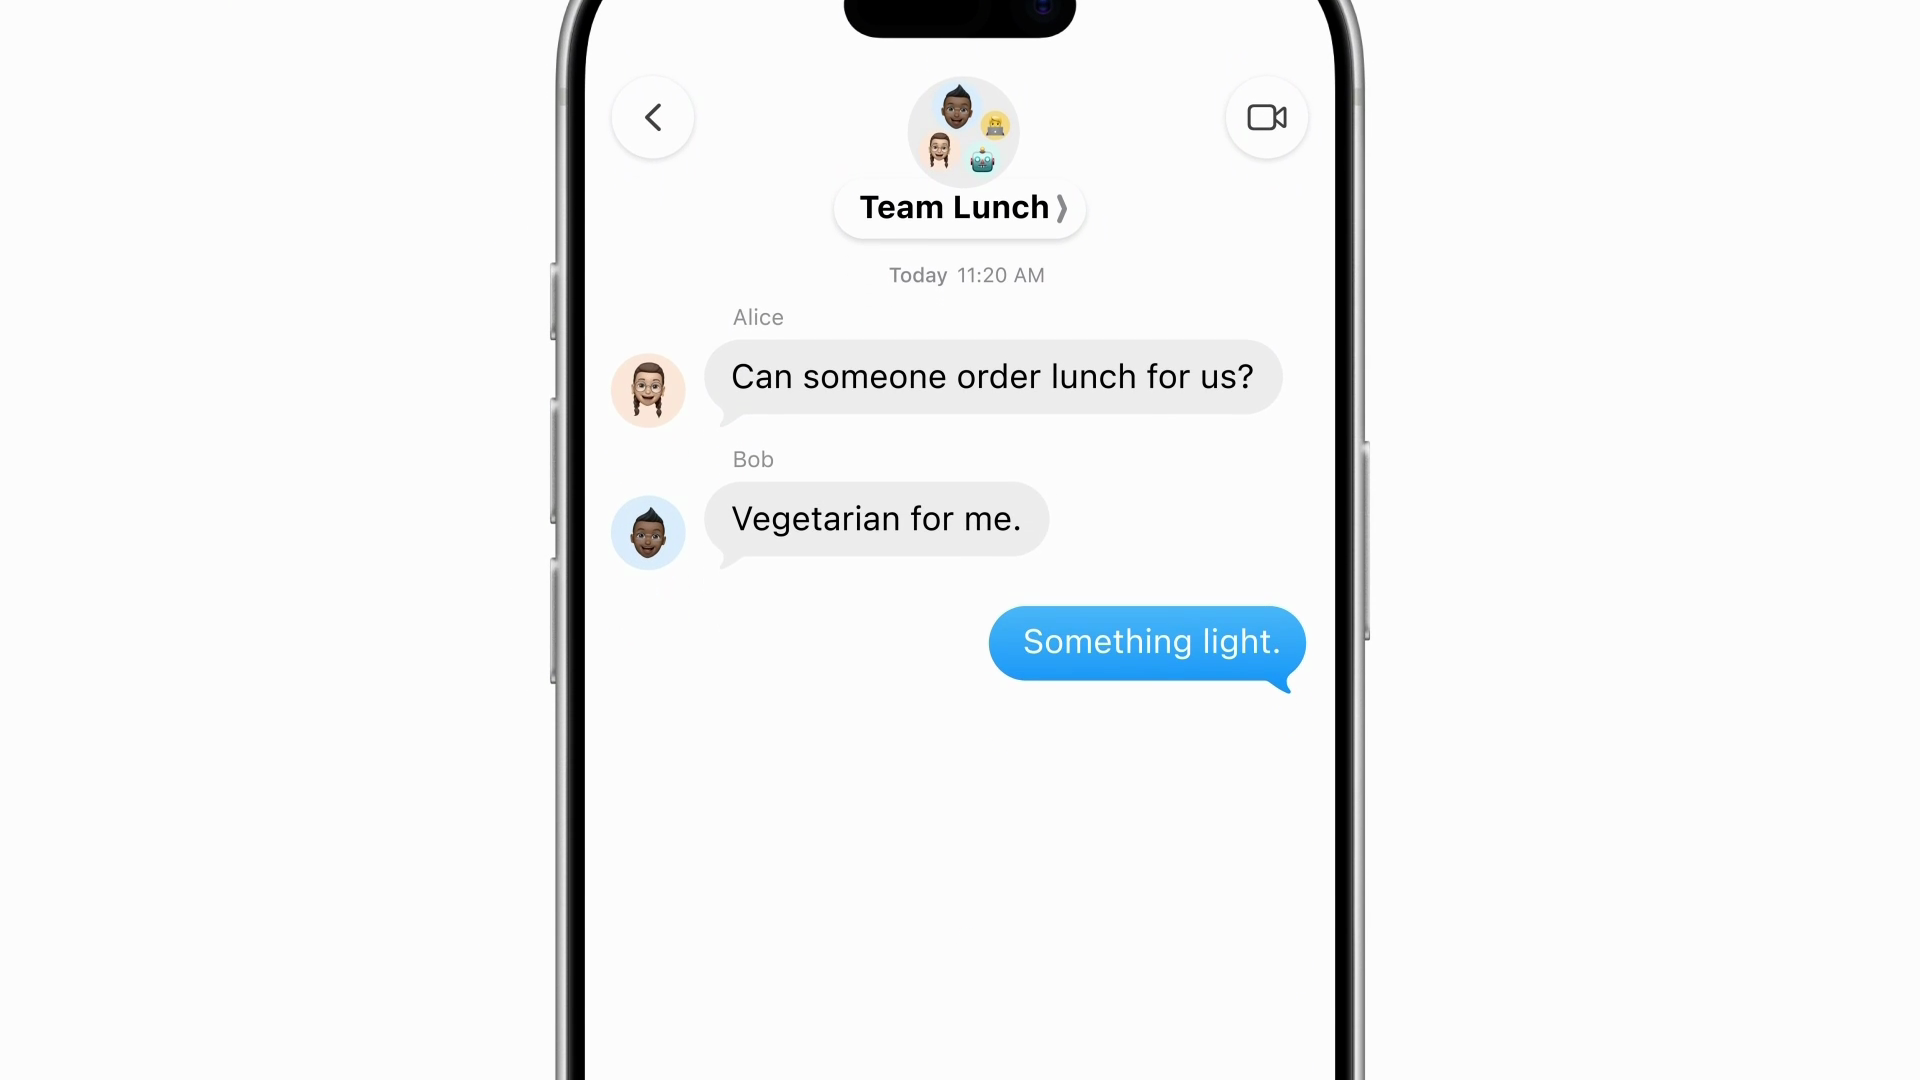 Team Lunch
Today 11:20 AM
Alice
Can someone order lunch for us?
Bob
Vegetarian for me.
Something light.